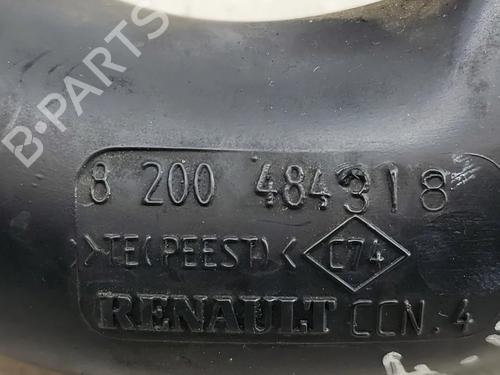 B-PARTS
8 200 484318
>TE(PEEST)< C74
RENAULT CCN.4